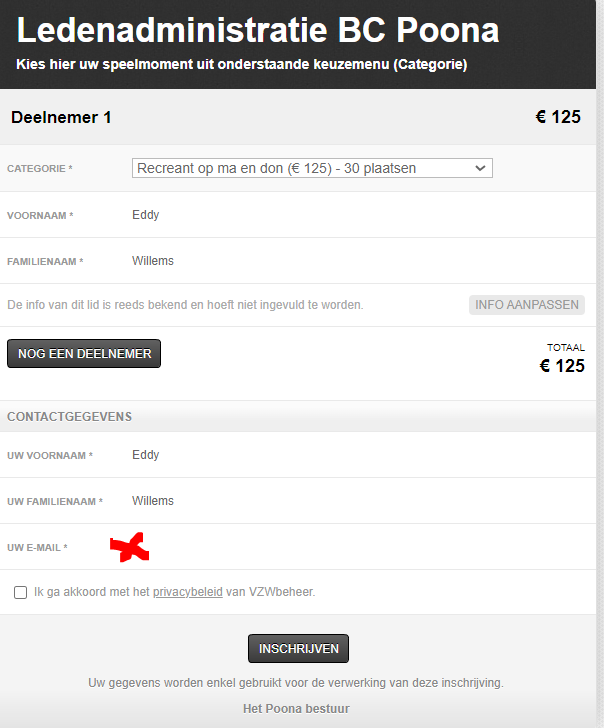 Ledenadministratie BC Poona
Kies hier uw speelmoment uit onderstaande keuzemenu (Categorie)
Deelnemer 1 € 125
CATEGORIE * Recreant op ma en don (€ 125) - 30 plaatsen
VOORNAAM * Eddy
FAMILIENAAM * Willems
De info van dit lid is reeds bekend en hoeft niet ingevuld te worden. INFO AANPASSEN
NOG EEN DEELNEMER
TOTAAL
€ 125
CONTACTGEGEVENS
UW VOORNAAM * Eddy
UW FAMILIENAAM * Willems
UW E-MAIL *
Ik ga akkoord met het privacybeleid van VZWbeheer.
INSCHRIJVEN
Uw gegevens worden enkel gebruikt voor de verwerking van deze inschrijving.
Het Poona bestuur